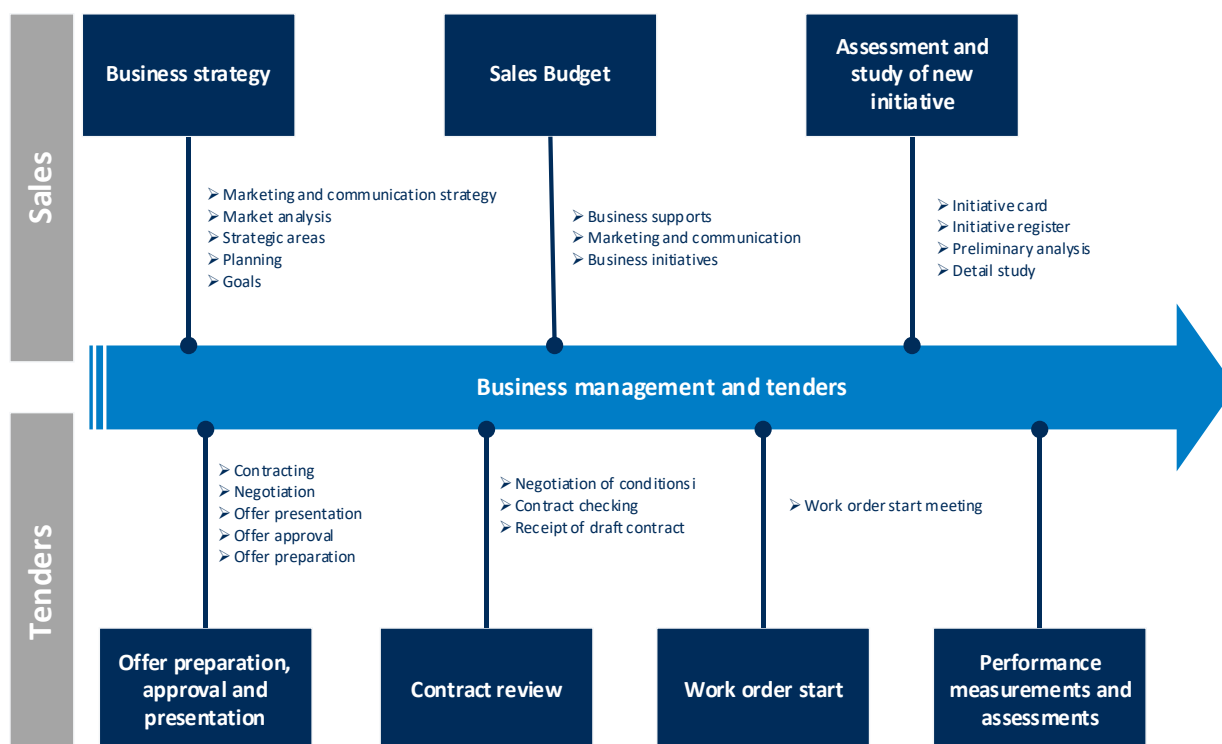 Sales
Business strategy
Sales Budget
Assessment and
study of new
initiative
➢ Marketing and communication strategy
➢ Market analysis
➢ Strategic areas
➢ Planning
➢ Goals
➢ Business supports
➢ Marketing and communication
➢ Business initiatives
➢ Initiative card
➢ Initiative register
➢ Preliminary analysis
➢ Detail study
Business management and tenders
Tenders
➢ Contracting
➢ Negotiation
➢ Offer presentation
➢ Offer approval
➢ Offer preparation
➢ Negotiation of conditions i
➢ Contract checking
➢ Receipt of draft contract
➢ Work order start meeting
Offer preparation,
approval and
presentation
Contract review
Work order start
Performance
measurements and
assessments